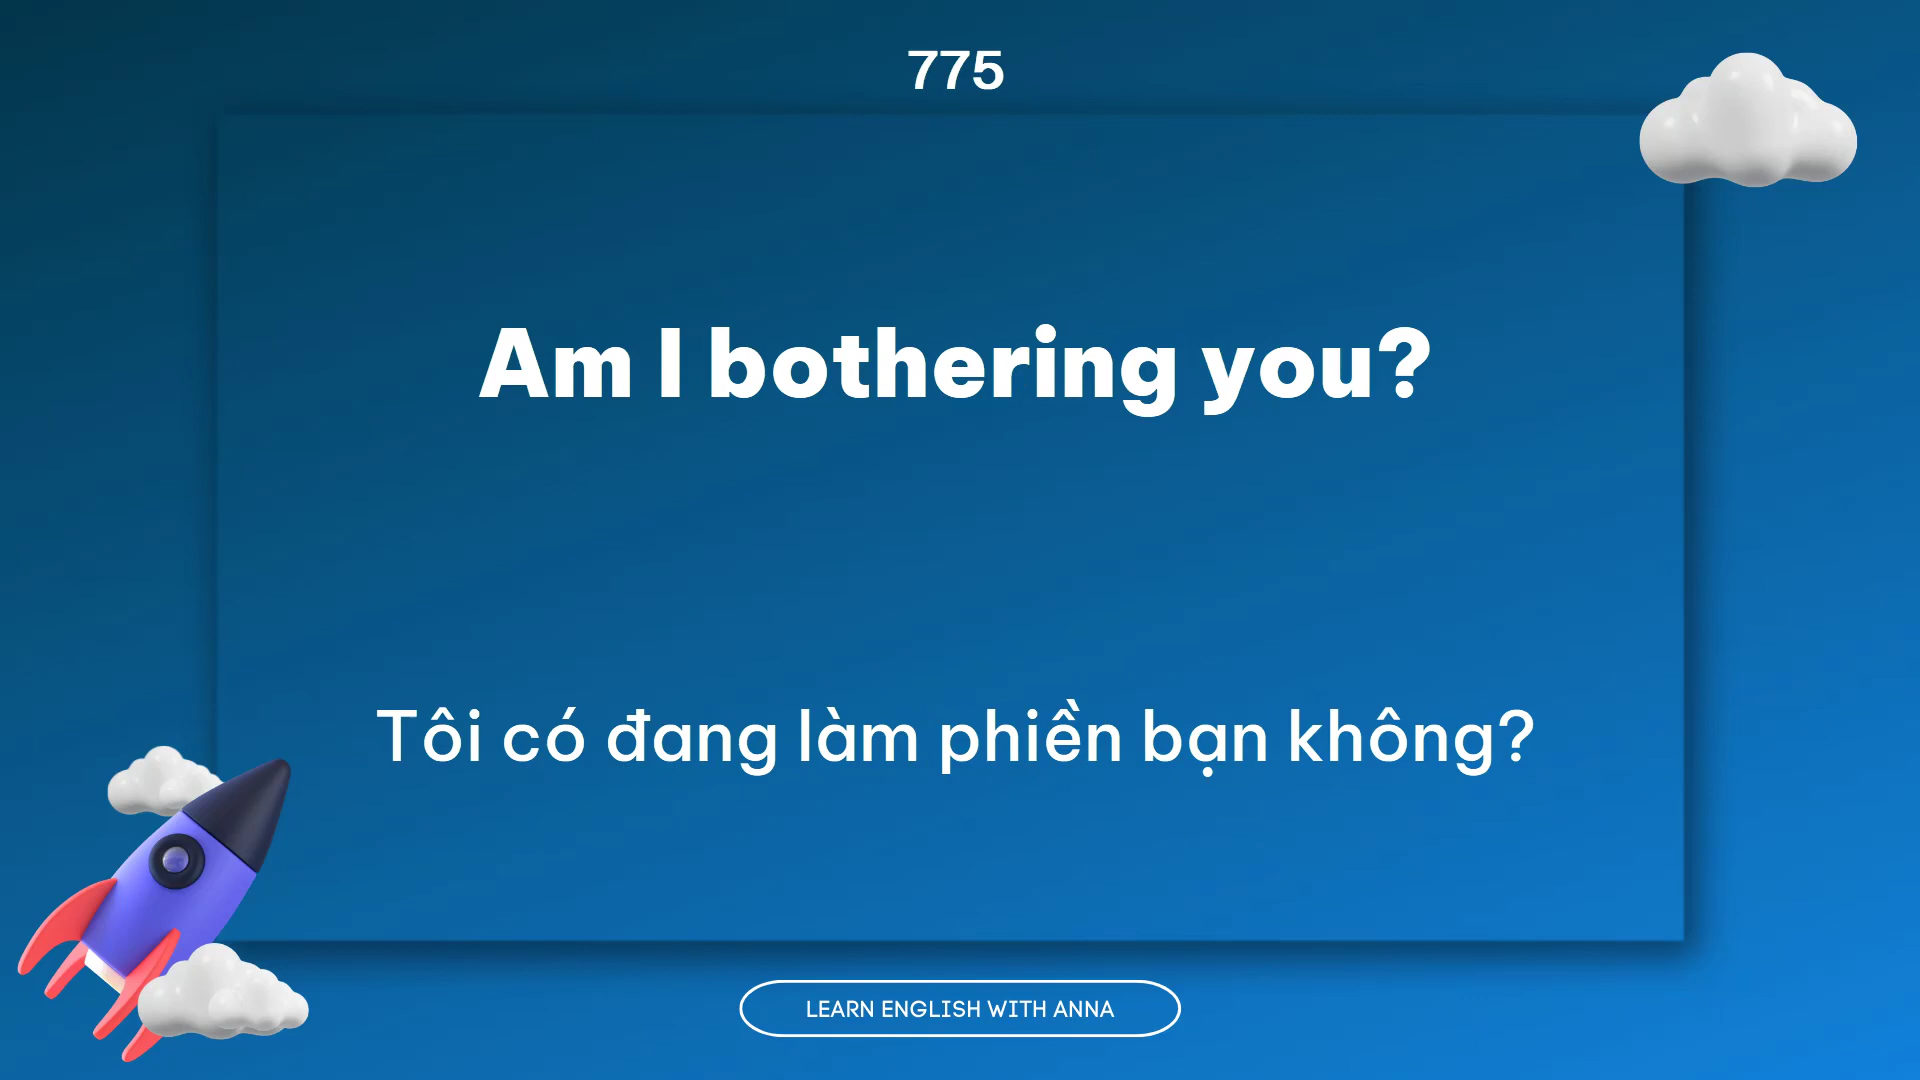 775
Am I bothering you?
Tôi có đang làm phiền bạn không?
LEARN ENGLISH WITH ANNA